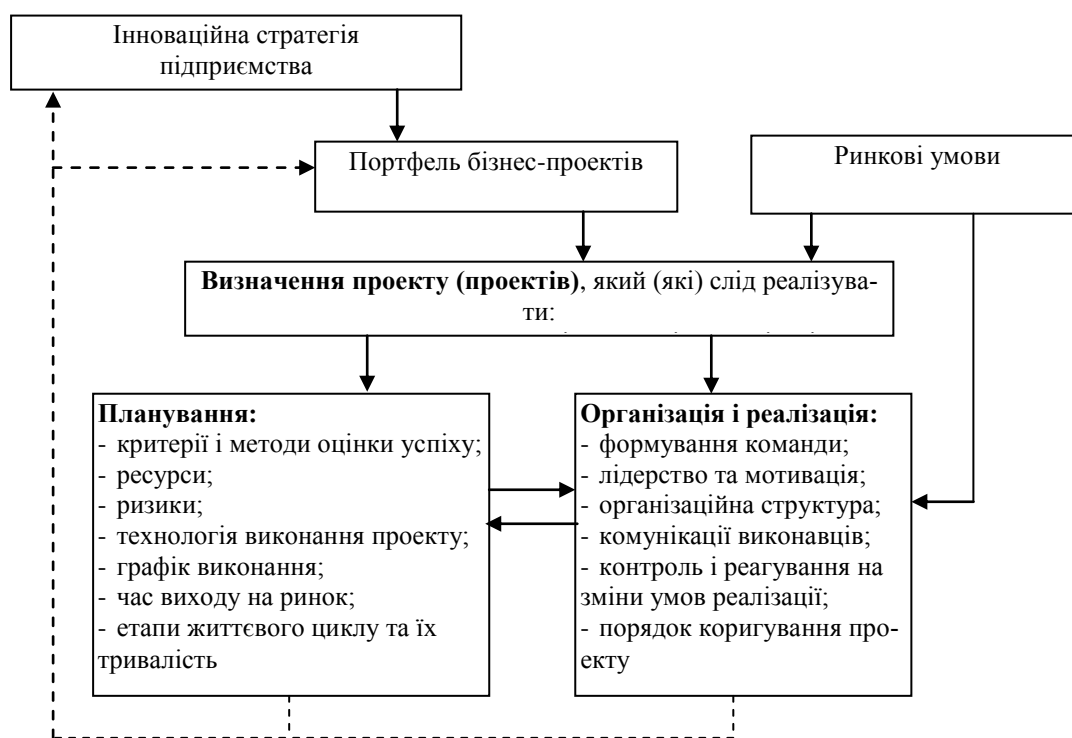 Інноваційна стратегія
підприємства
Портфель бізнес-проектів
Ринкові умови
Визначення проекту (проектів), який (які) слід реалізува-
ти:
Планування:
- критерії і методи оцінки успіху;
- ресурси;
- ризики;
- технологія виконання проекту;
- графік виконання;
- час виходу на ринок;
- етапи життєвого циклу та їх
тривалість
Організація і реалізація:
- формування команди;
- лідерство та мотивація;
- організаційна структура;
- комунікації виконавців;
- контроль і реагування на
зміни умов реалізації;
- порядок коригування про-
екту